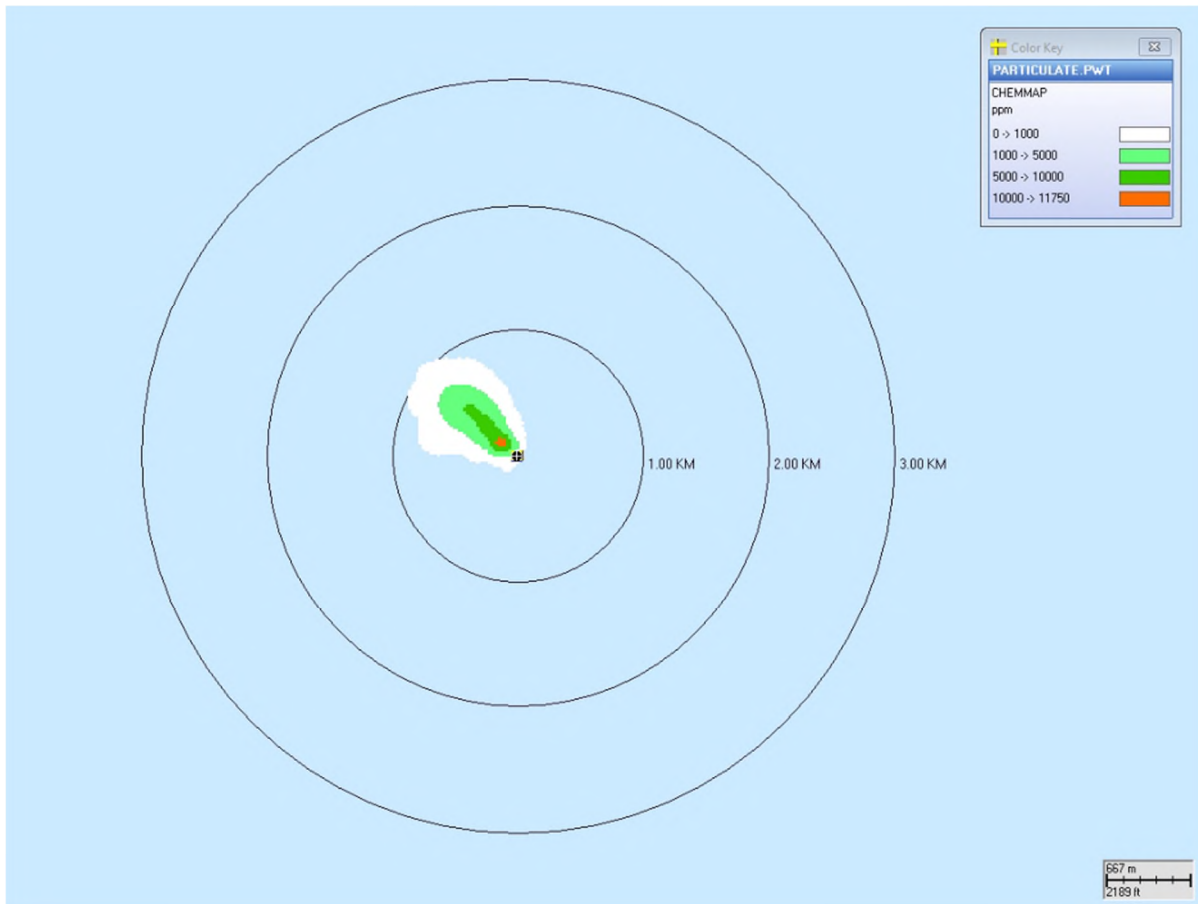 Color Key
PARTICULATE.PWT
CHEMMAP
ppm
0 -> 1000
1000 -> 5000
5000 -> 10000
10000 -> 11750
1.00 KM
2.00 KM
3.00 KM
667 m
2189 ft